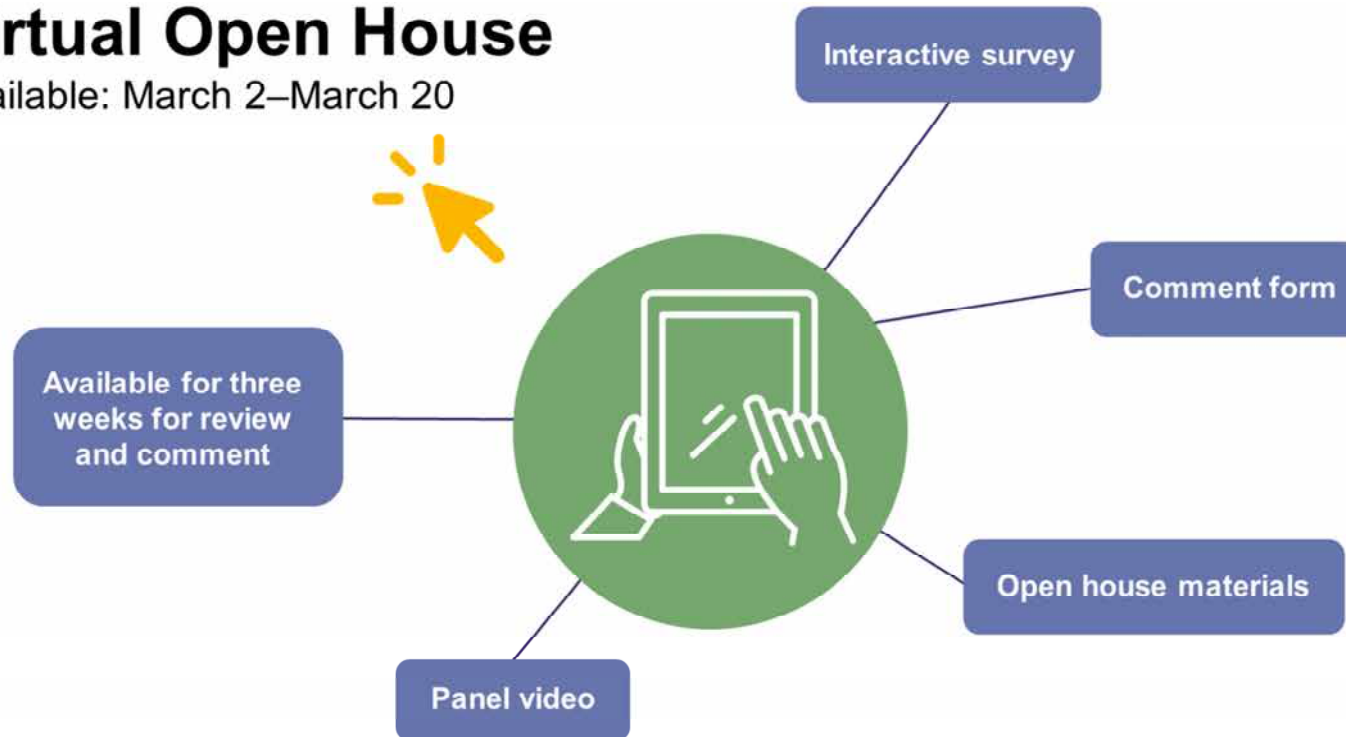 rtual Open House
ailable: March 2–March 20
Interactive survey
Comment form
Available for three
weeks for review
and comment
Open house materials
Panel video